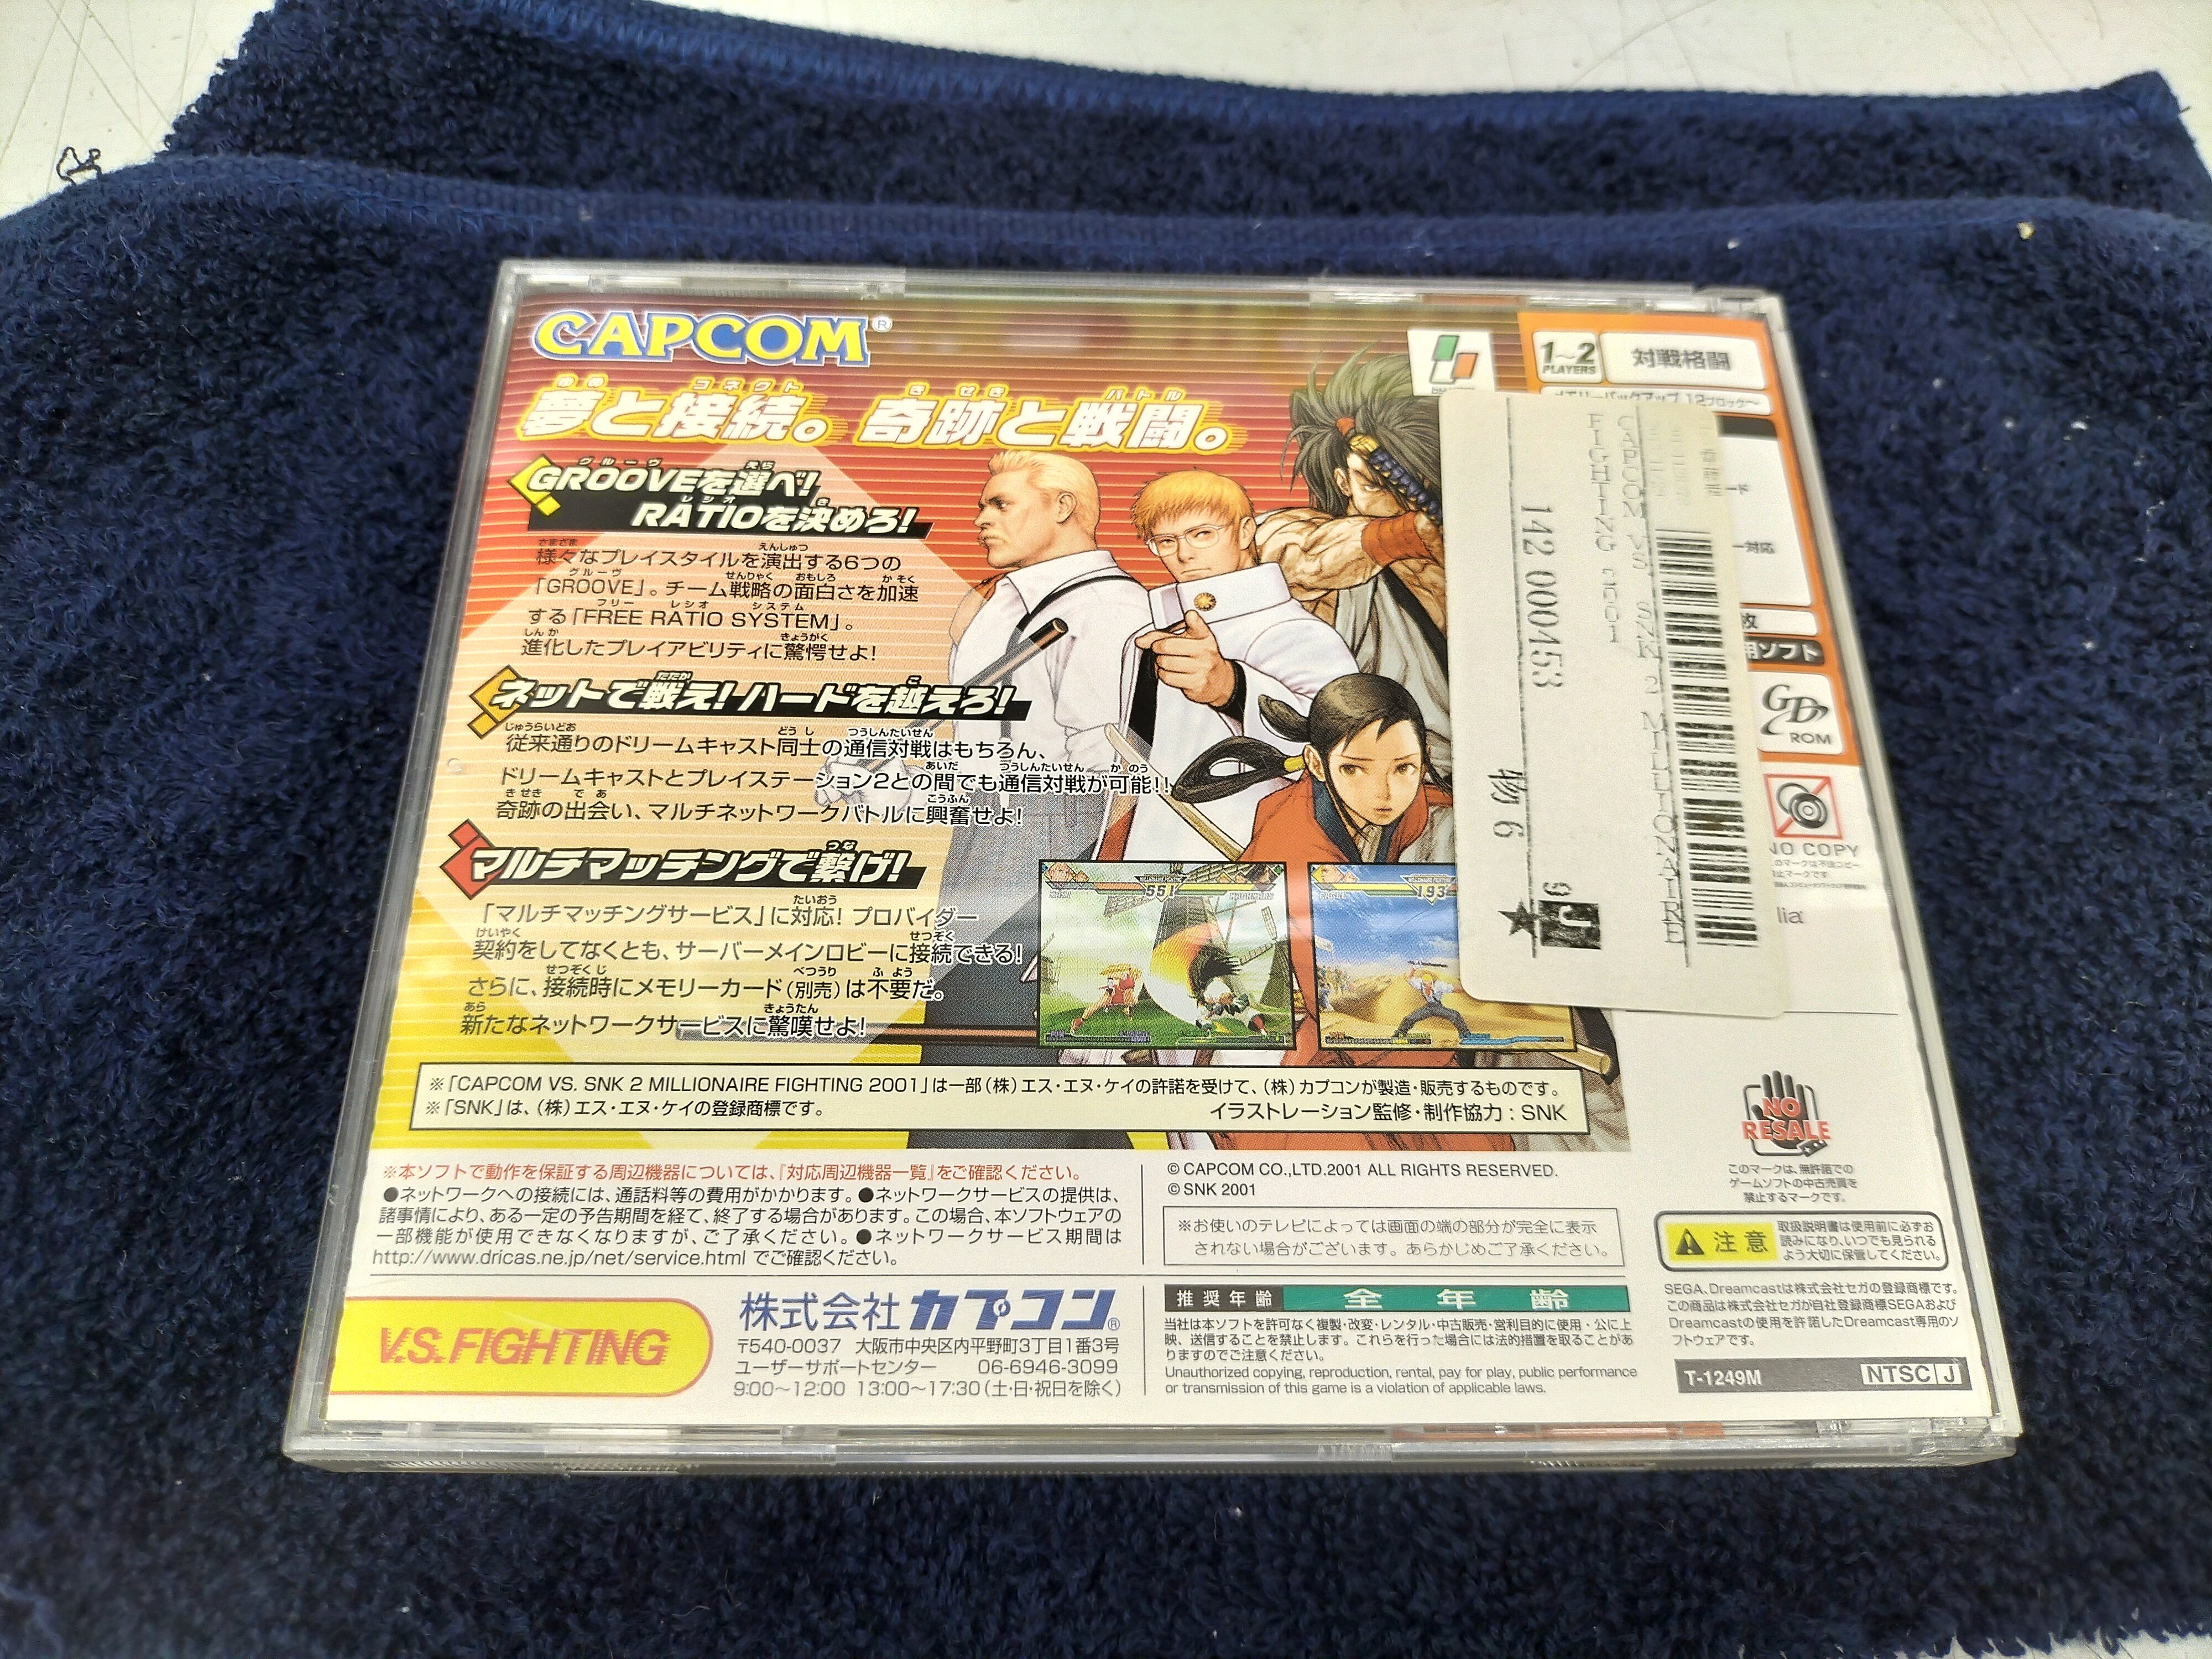 CAPCOM®
夢と接続。 奇跡と戦闘。
GROOVEを選べ!
RATIOを決めろ!
様々なプレイスタイルを演出する6つの
「GROOVE」。チーム戦略の面白さを加速
する「FREE RATIO SYSTEM」。
進化したプレイアビリティに驚愕せよ!
ネットで戦え!ハードを越えろ!
従来通りのドリームキャスト同士の通信対戦はもちろん、
ドリームキャストとプレイステーション2との間でも通信対戦が可能!!
奇跡の出会い、マルチネットワークバトルに興奮せよ!
マルチマッチングで繋げ!
「マルチマッチングサービス」に対応! プロバイダー
契約をしてなくとも、サーバーメインロビーに接続できる!
さらに、接続時にメモリーカード(別売)は不要だ。
新たなネットワークサービスに驚嘆せよ!
551
193
1~2
PLAYERS
対戦格闘
メモリーバックアップ 12ブロック~
CAPCOM VS SNK 2 MILLIONAIRE
FIGHTING 2001
142 000453
物 6
9 J
ード
ー対応
枚
用ソフト
GD
ROM
NO COPY
lia
※「CAPCOM VS. SNK 2 MILLIONAIRE FIGHTING 2001」は一部(株)エス・エヌ・ケイの許諾を受けて、(株)カプコンが製造・販売するものです。
※「SNK」は、(株)エス・エヌ・ケイの登録商標です。
イラストレーション監修・制作協力:SNK
NO
RESALE
このマークは、無許諾での
ゲームソフトの中古売買を
禁止するマークです。
※本ソフトで動作を保証する周辺機器については、『対応周辺機器一覧』をご確認ください。
●ネットワークへの接続には、通話料等の費用がかかります。●ネットワークサービスの提供は、
諸事情により、ある一定の予告期間を経て、終了する場合があります。この場合、本ソフトウェアの
一部機能が使用できなくなりますが、ご了承ください。●ネットワークサービス期間は
http://www.dricas.ne.jp/net/service.html でご確認ください。
© CAPCOM CO.,LTD.2001 ALL RIGHTS RESERVED.
© SNK 2001
※お使いのテレビによっては画面の端の部分が完全に表示
されない場合がございます。あらかじめご了承ください。
注意
取扱説明書は使用前に必ずお
読みになり、いつでも見られる
よう大切に保管してください。
V.S.FIGHTING
株式会社カプコン®
〒540-0037 大阪市中央区内平野町3丁目1番3号
ユーザーサポートセンター 06-6946-3099
9:00~12:00 13:00~17:30(土・日・祝日を除く)
推奨年齢 全年齢
当社は本ソフトを許可なく複製・改変・レンタル・中古販売・営利目的に使用・公に上
映、送信することを禁止します。これらを行った場合には法的措置を取ることがあ
りますのでご注意ください。
Unauthorized copying, reproduction, rental, pay for play, public performance
or transmission of this game is a violation of applicable laws.
SEGA、Dreamcastは株式会社セガの登録商標です。
この商品は株式会社セガが自社登録商標SEGAおよび
Dreamcastの使用を許諾したDreamcast専用のソ
フトウェアです。
T-1249M
NTSC J